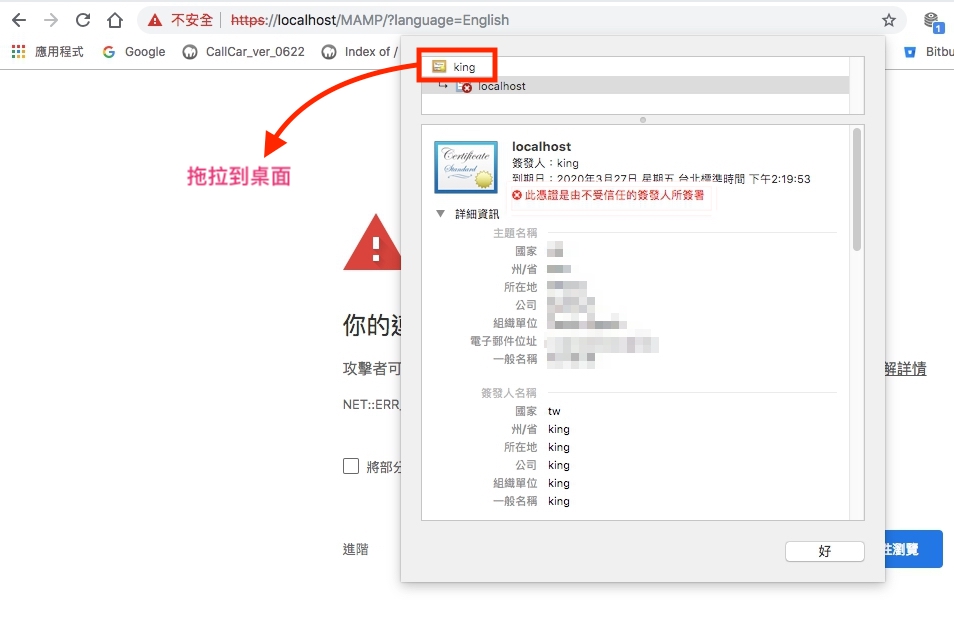 不安全 https://localhost/MAMP/?language=English
應用程式 Google CallCar_ver_0622 Index of / Bitbu
king
localhost
拖拉到桌面
Certificate
Standard
localhost
簽發人：king
到期日：2020年3月27日 星期五 台北標準時間 下午2:19:53
此憑證是由不受信任的簽發人所簽署
詳細資訊
主題名稱
國家
州/省
所在地
公司
組織單位
電子郵件位址
一般名稱
簽發人名稱
國家 tw
州/省 king
所在地 king
公司 king
組織單位 king
一般名稱 king
好
你的
攻擊者可 解詳情
NET::ERR
將部分
進階 瀏覽
1